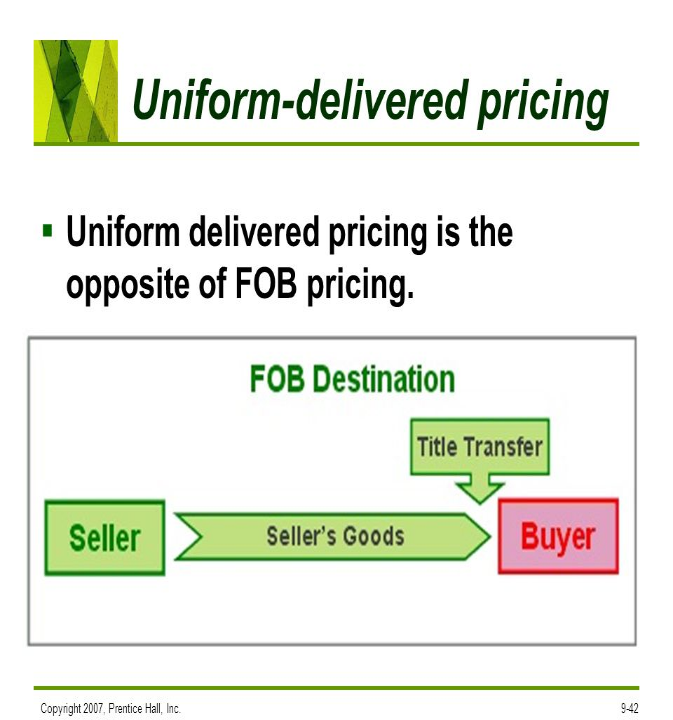 Uniform-delivered pricing
▪ Uniform delivered pricing is the
opposite of FOB pricing.
FOB Destination
Title Transfer
Seller
Seller's Goods
Buyer
Copyright 2007, Prentice Hall, Inc.
9-42